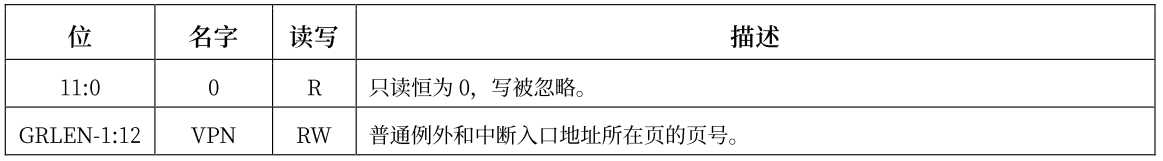 位 名字 读写 描述
11:0 0 R 只读恒为 0，写被忽略。
GRLEN-1:12 VPN RW 普通例外和中断入口地址所在页的页号。